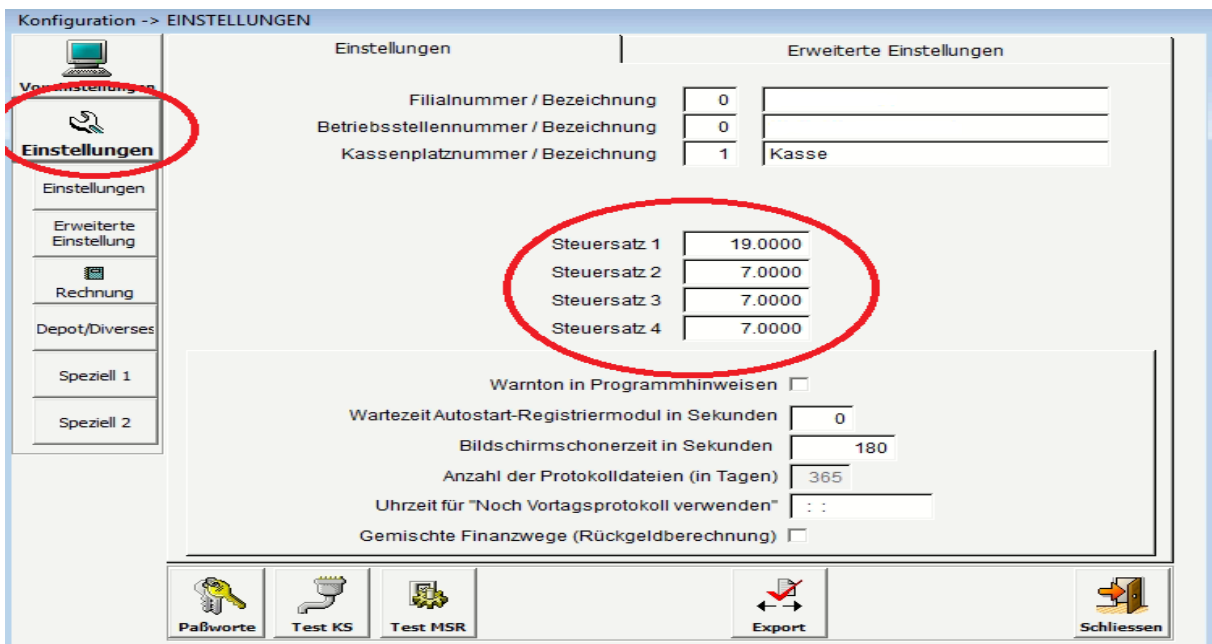 Konfiguration -> EINSTELLUNGEN
Voreinstellungen
Einstellungen
Einstellungen
Erweiterte
Einstellung
Rechnung
Depot/Diverses
Speziell 1
Speziell 2
Einstellungen
Erweiterte Einstellungen
Filialnummer / Bezeichnung 0
Betriebsstellennummer / Bezeichnung 0
Kassenplatznummer / Bezeichnung 1 Kasse
Steuersatz 1 19.0000
Steuersatz 2 7.0000
Steuersatz 3 7.0000
Steuersatz 4 7.0000
Warnton in Programmhinweisen
Wartezeit Autostart-Registriermodul in Sekunden 0
Bildschirmschonerzeit in Sekunden 180
Anzahl der Protokolldateien (in Tagen) 365
Uhrzeit für "Noch Vortagsprotokoll verwenden" : :
Gemischte Finanzwege (Rückgeldberechnung)
Paßworte
Test KS
Test MSR
Export
Schliessen